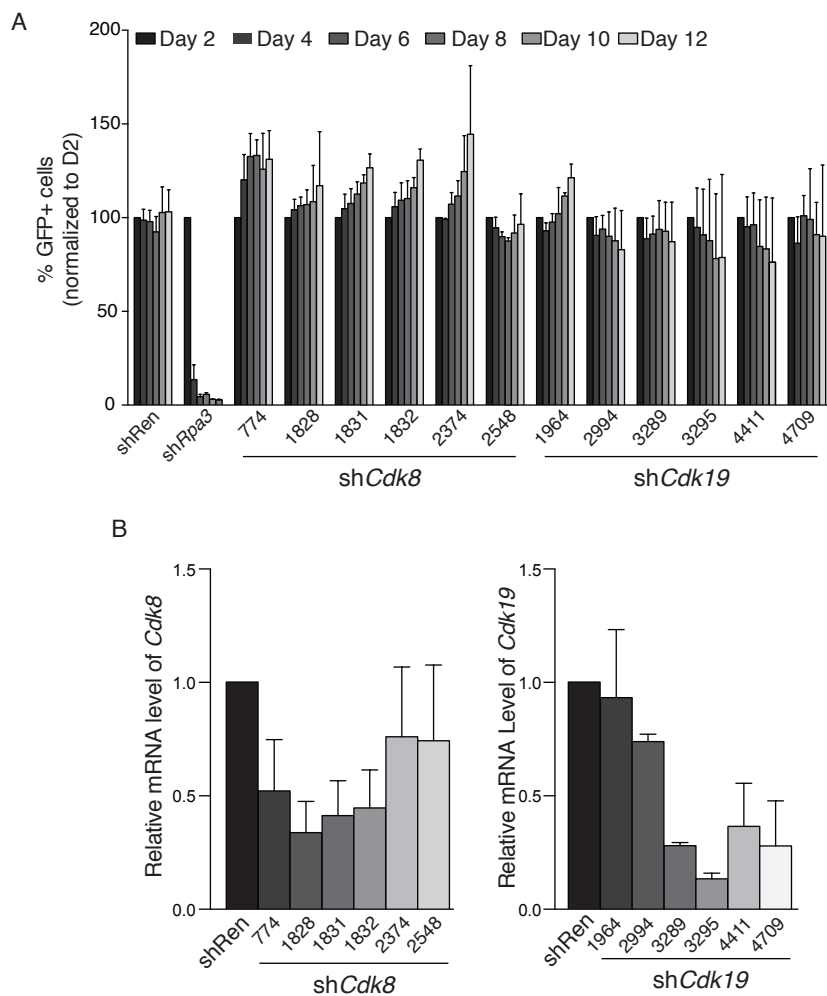 A
200
Day 2 Day 4 Day 6 Day 8 Day 10 Day 12
150
100
50
0
% GFP+ cells
(normalized to D2)
shRen shRpa3 774 1828 1831 1832 2374 2548 1964 2994 3289 3295 4411 4709
shCdk8 shCdk19
B
1.5
1.0
0.5
0.0
Relative mRNA level of Cdk8
shRen 774 1828 1831 1832 2374 2548
shCdk8
1.5
1.0
0.5
0.0
Relative mRNA Level of Cdk19
shRen 1964 2994 3289 3295 4411 4709
shCdk19